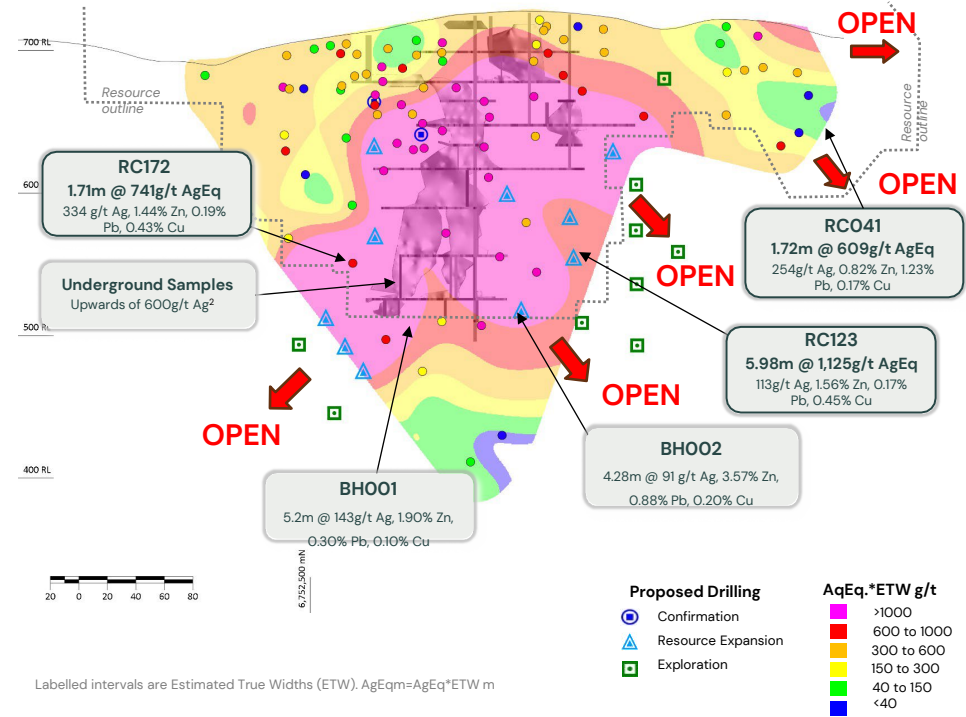 700 RL
OPEN
Resource
outline
Resource
outline
RC172
1.71m @ 741g/t AgEq
334 g/t Ag, 1.44% Zn, 0.19%
Pb, 0.43% Cu
600
OPEN
RC041
1.72m @ 609g/t AgEq
254g/t Ag, 0.82% Zn, 1.23%
Pb, 0.17% Cu
Underground Samples
Upwards of 600g/t Ag²
OPEN
500 RL
RC123
5.98m @ 1,125g/t AgEq
113g/t Ag, 1.56% Zn, 0.17%
Pb, 0.45% Cu
OPEN
OPEN
BH002
4.28m @ 91 g/t Ag, 3.57% Zn,
0.88% Pb, 0.20% Cu
400 RL
BH001
5.2m @ 143g/t Ag, 1.90% Zn,
0.30% Pb, 0.10% Cu
6,752,500 mN
20 0 20 40 60 80
Proposed Drilling
Confirmation
Resource Expansion
Exploration
AqEq.*ETW g/t
>1000
600 to 1000
300 to 600
150 to 300
40 to 150
<40
Labelled intervals are Estimated True Widths (ETW). AgEqm=AgEq*ETW m